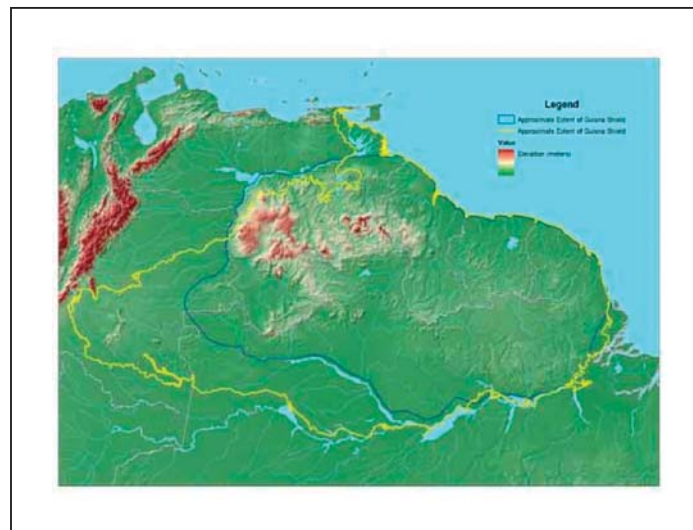 Legend
Approximate Extent of Guiana Shield
Approximate Extent of Guiana Shield
Value
Elevation (meters)